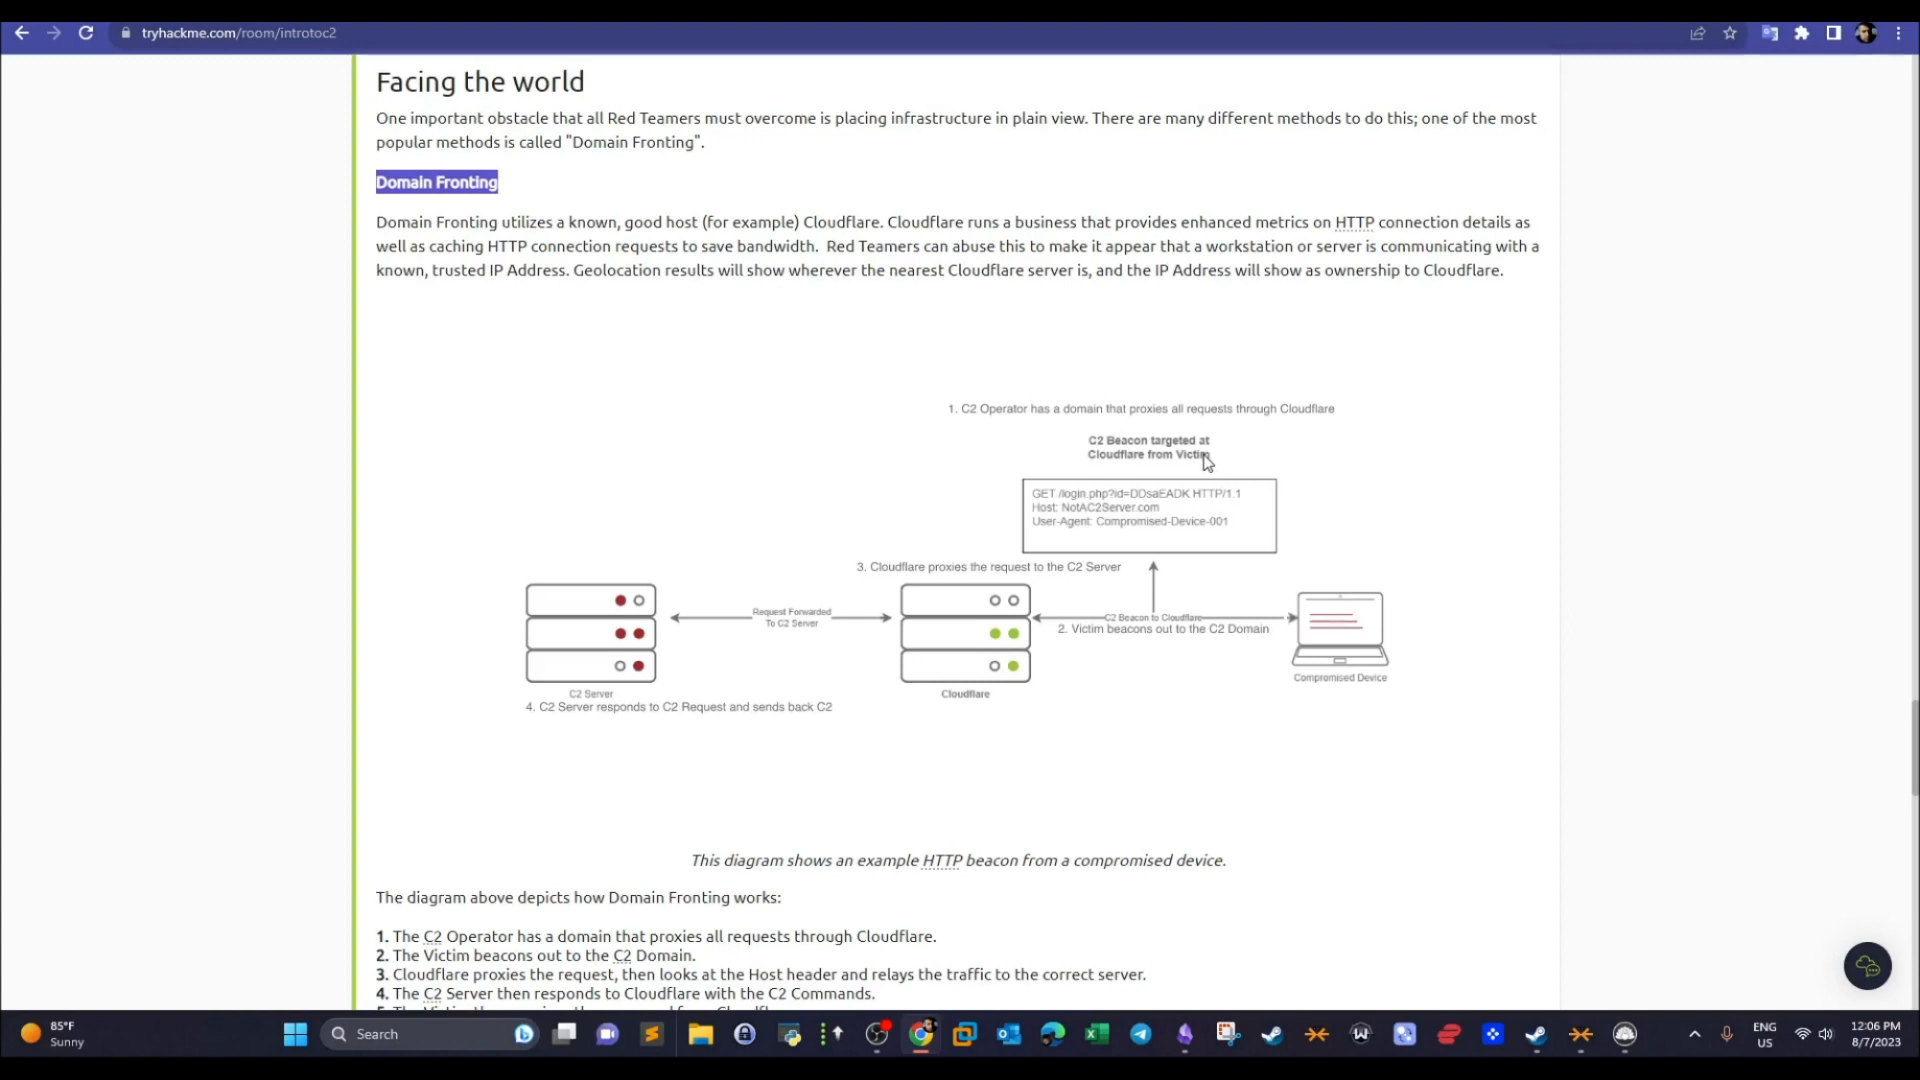 tryhackme.com/room/introtoc2
Facing the world
One important obstacle that all Red Teamers must overcome is placing infrastructure in plain view. There are many different methods to do this; one of the most
popular methods is called "Domain Fronting".
Domain Fronting
Domain Fronting utilizes a known, good host (for example) Cloudflare. Cloudflare runs a business that provides enhanced metrics on HTTP connection details as
well as caching HTTP connection requests to save bandwidth. Red Teamers can abuse this to make it appear that a workstation or server is communicating with a
known, trusted IP Address. Geolocation results will show wherever the nearest Cloudflare server is, and the IP Address will show as ownership to Cloudflare.
1. C2 Operator has a domain that proxies all requests through Cloudflare
C2 Beacon targeted at
Cloudflare from Victim
GET /login.php?id=DDsaEADK HTTP/1.1
Host: NotAC2Server.com
User-Agent: Compromised-Device-001
3. Cloudflare proxies the request to the C2 Server
Request Forwarded
To C2 Server
C2 Beacon to Cloudflare
2. Victim beacons out to the C2 Domain
C2 Server
Cloudflare
Compromised Device
4. C2 Server responds to C2 Request and sends back C2
This diagram shows an example HTTP beacon from a compromised device.
The diagram above depicts how Domain Fronting works:
1. The C2 Operator has a domain that proxies all requests through Cloudflare.
2. The Victim beacons out to the C2 Domain.
3. Cloudflare proxies the request, then looks at the Host header and relays the traffic to the correct server.
4. The C2 Server then responds to Cloudflare with the C2 Commands.
85°F
Sunny
Search
ENG
US
12:06 PM
8/7/2023